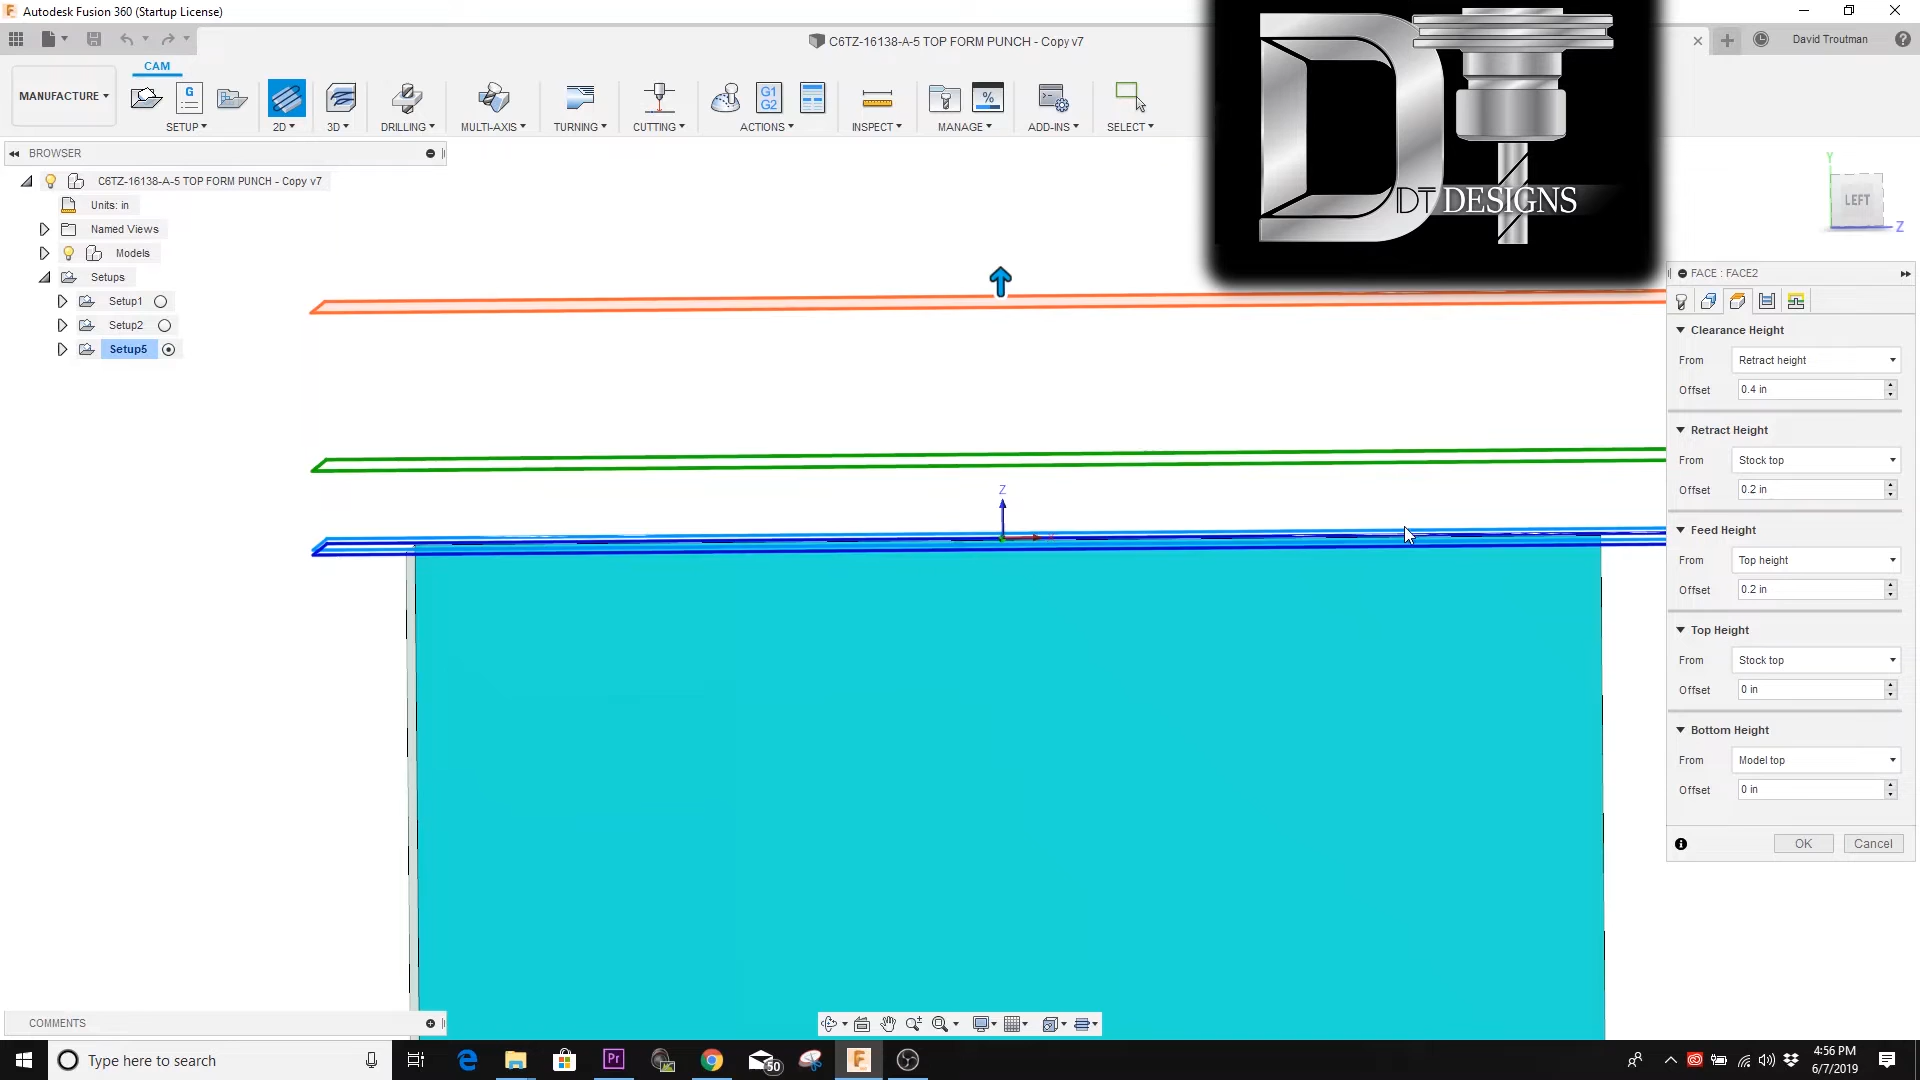 Autodesk Fusion 360 (Startup License)
C6TZ-16138-A-5 TOP FORM PUNCH - Copy v7
David Troutman
MANUFACTURE
CAM
G
G1
G2
%
SETUP
2D
3D
DRILLING
MULTI-AXIS
TURNING
CUTTING
ACTIONS
INSPECT
MANAGE
ADD-INS
SELECT
DT DESIGNS
BROWSER
C6TZ-16138-A-5 TOP FORM PUNCH - Copy v7
Units: in
Named Views
Models
Setups
Setup1
Setup2
Setup5
Y
LEFT
Z
Z
FACE : FACE2
Clearance Height
From Retract height
Offset 0.4 in
Retract Height
From Stock top
Offset 0.2 in
Feed Height
From Top height
Offset 0.2 in
Top Height
From Stock top
Offset 0 in
Bottom Height
From Model top
Offset 0 in
OK Cancel
COMMENTS
Type here to search
Pr
50
4:56 PM
6/7/2019